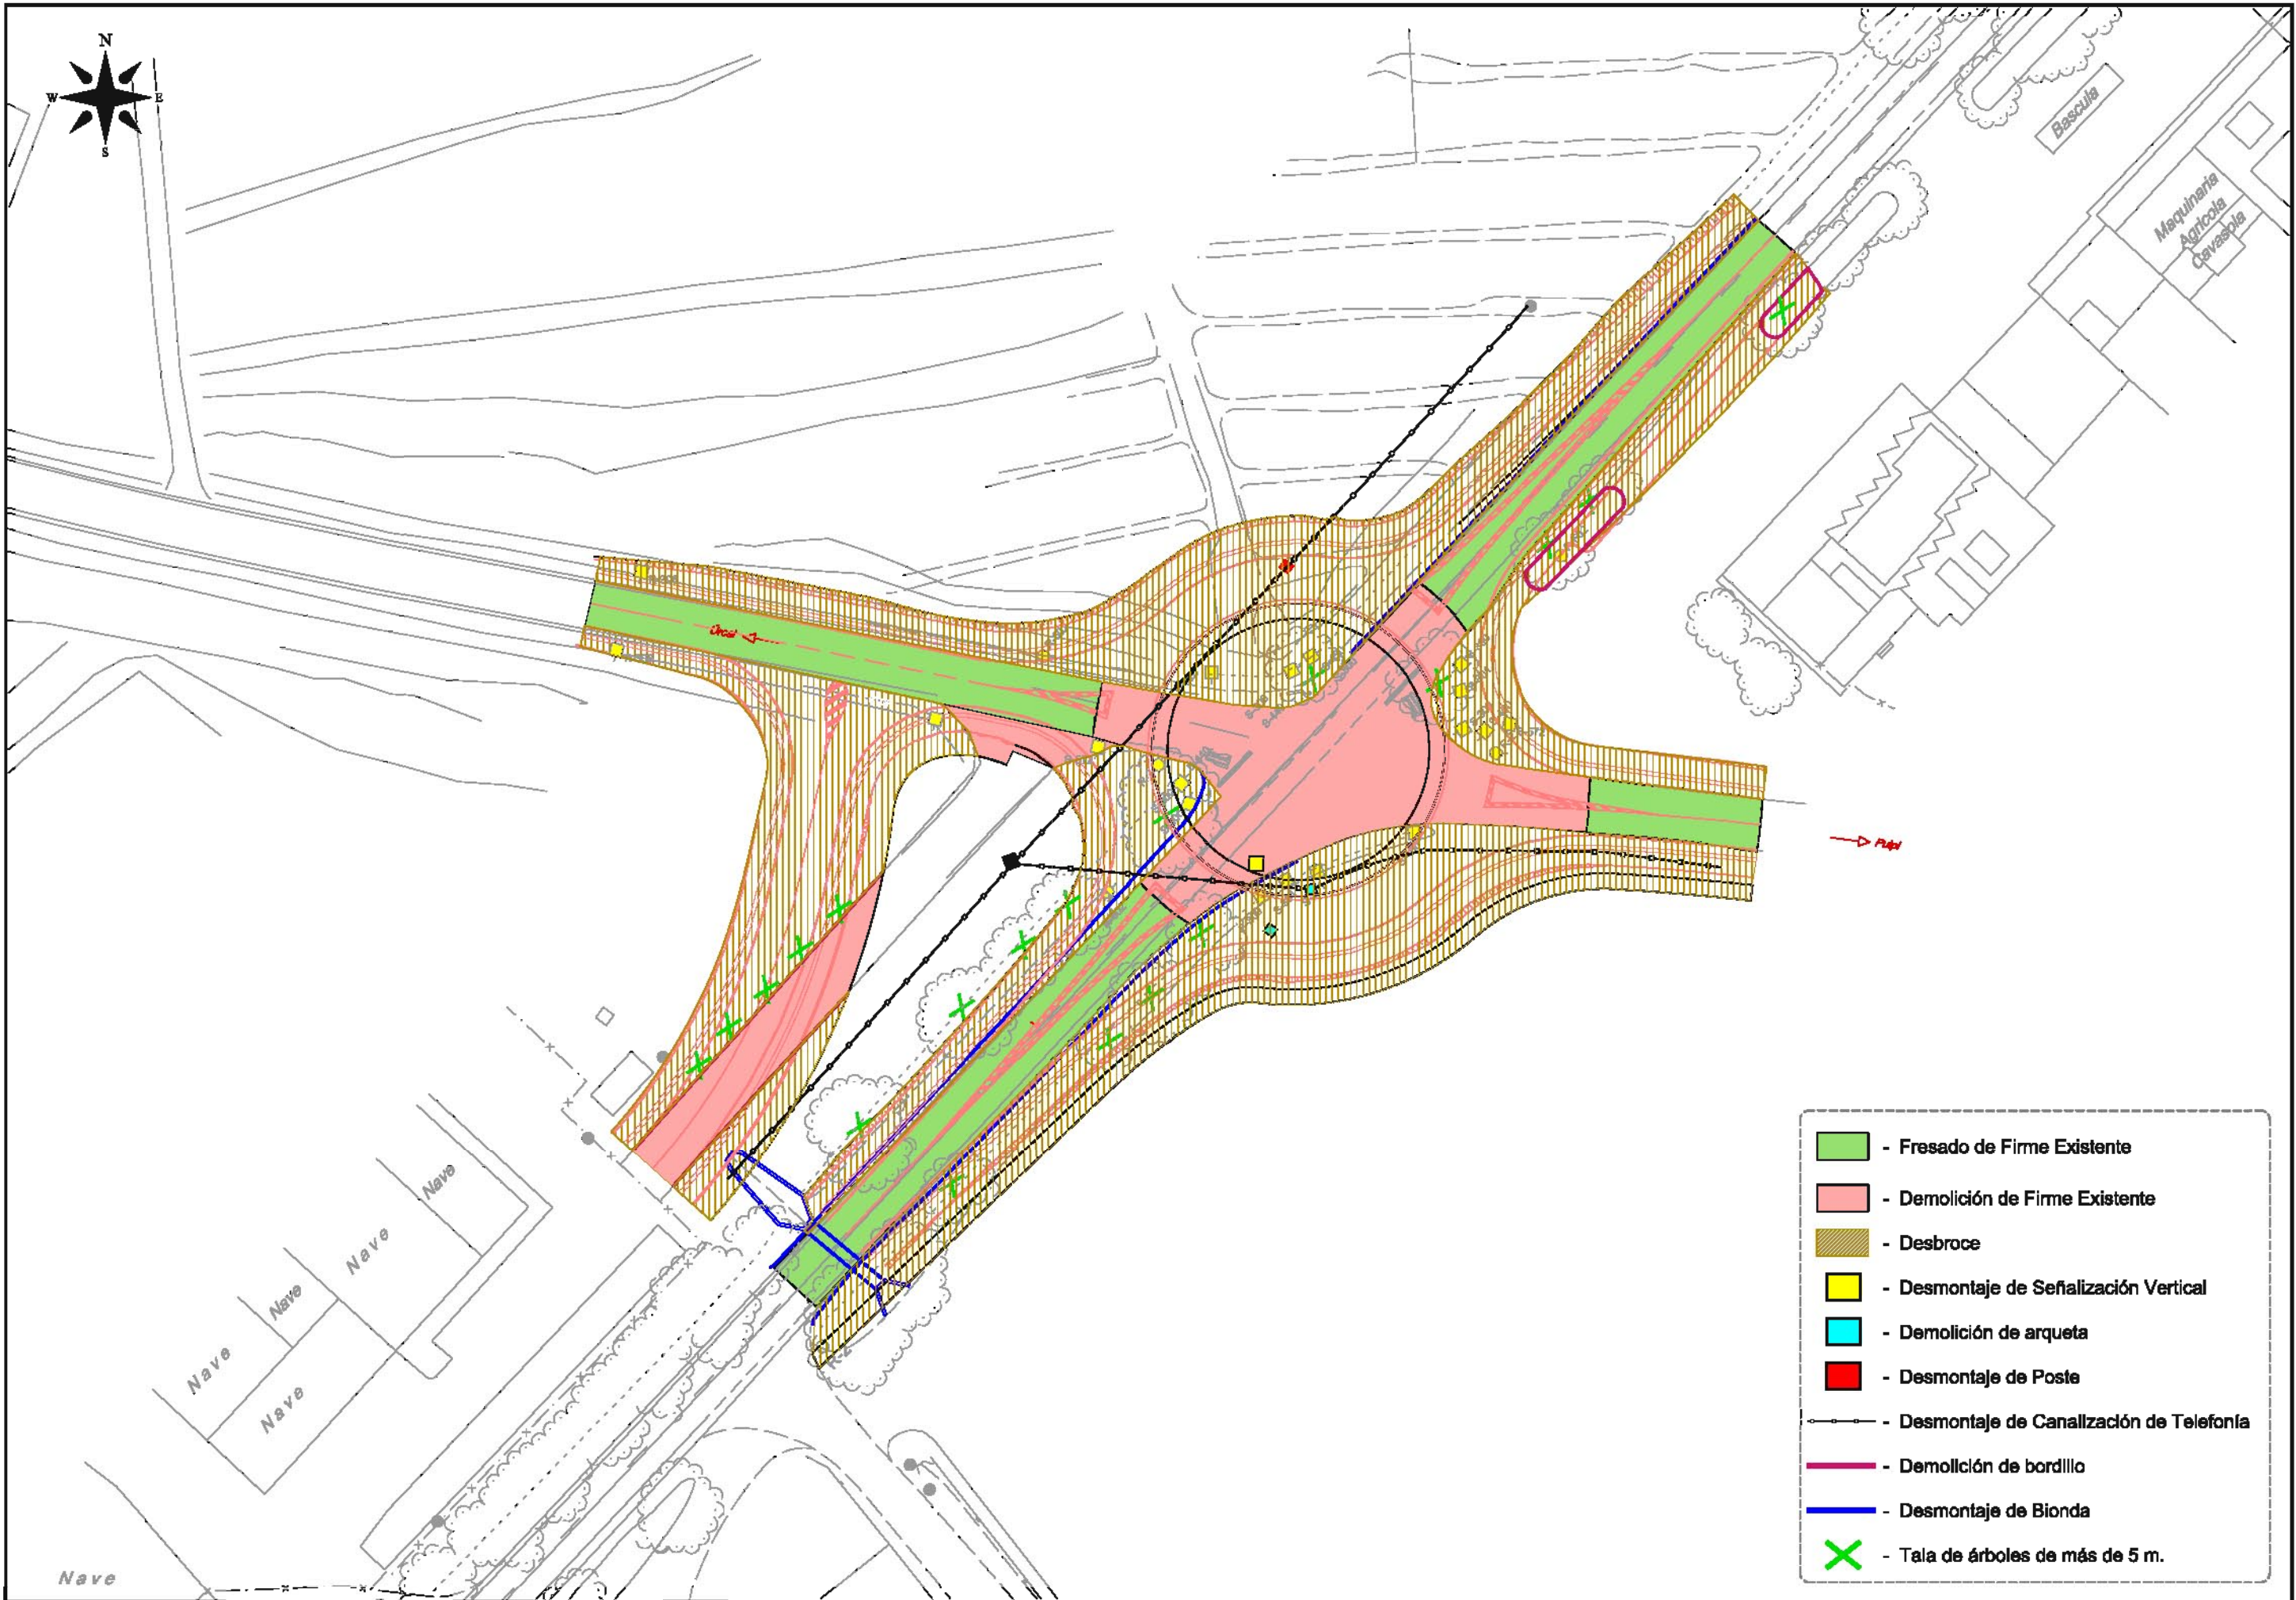 N
W
E
S
Bascula
Maquinaria
Agricola
Cavasola
Pulpi
Nave
Nave
Nave
Nave
Nave
Nave
- Fresado de Firme Existente
- Demolición de Firme Existente
- Desbroce
- Desmontaje de Señalización Vertical
- Demolición de arqueta
- Desmontaje de Poste
- Desmontaje de Canalización de Telefonía
- Demolición de bordillo
- Desmontaje de Bionda
- Tala de árboles de más de 5 m.